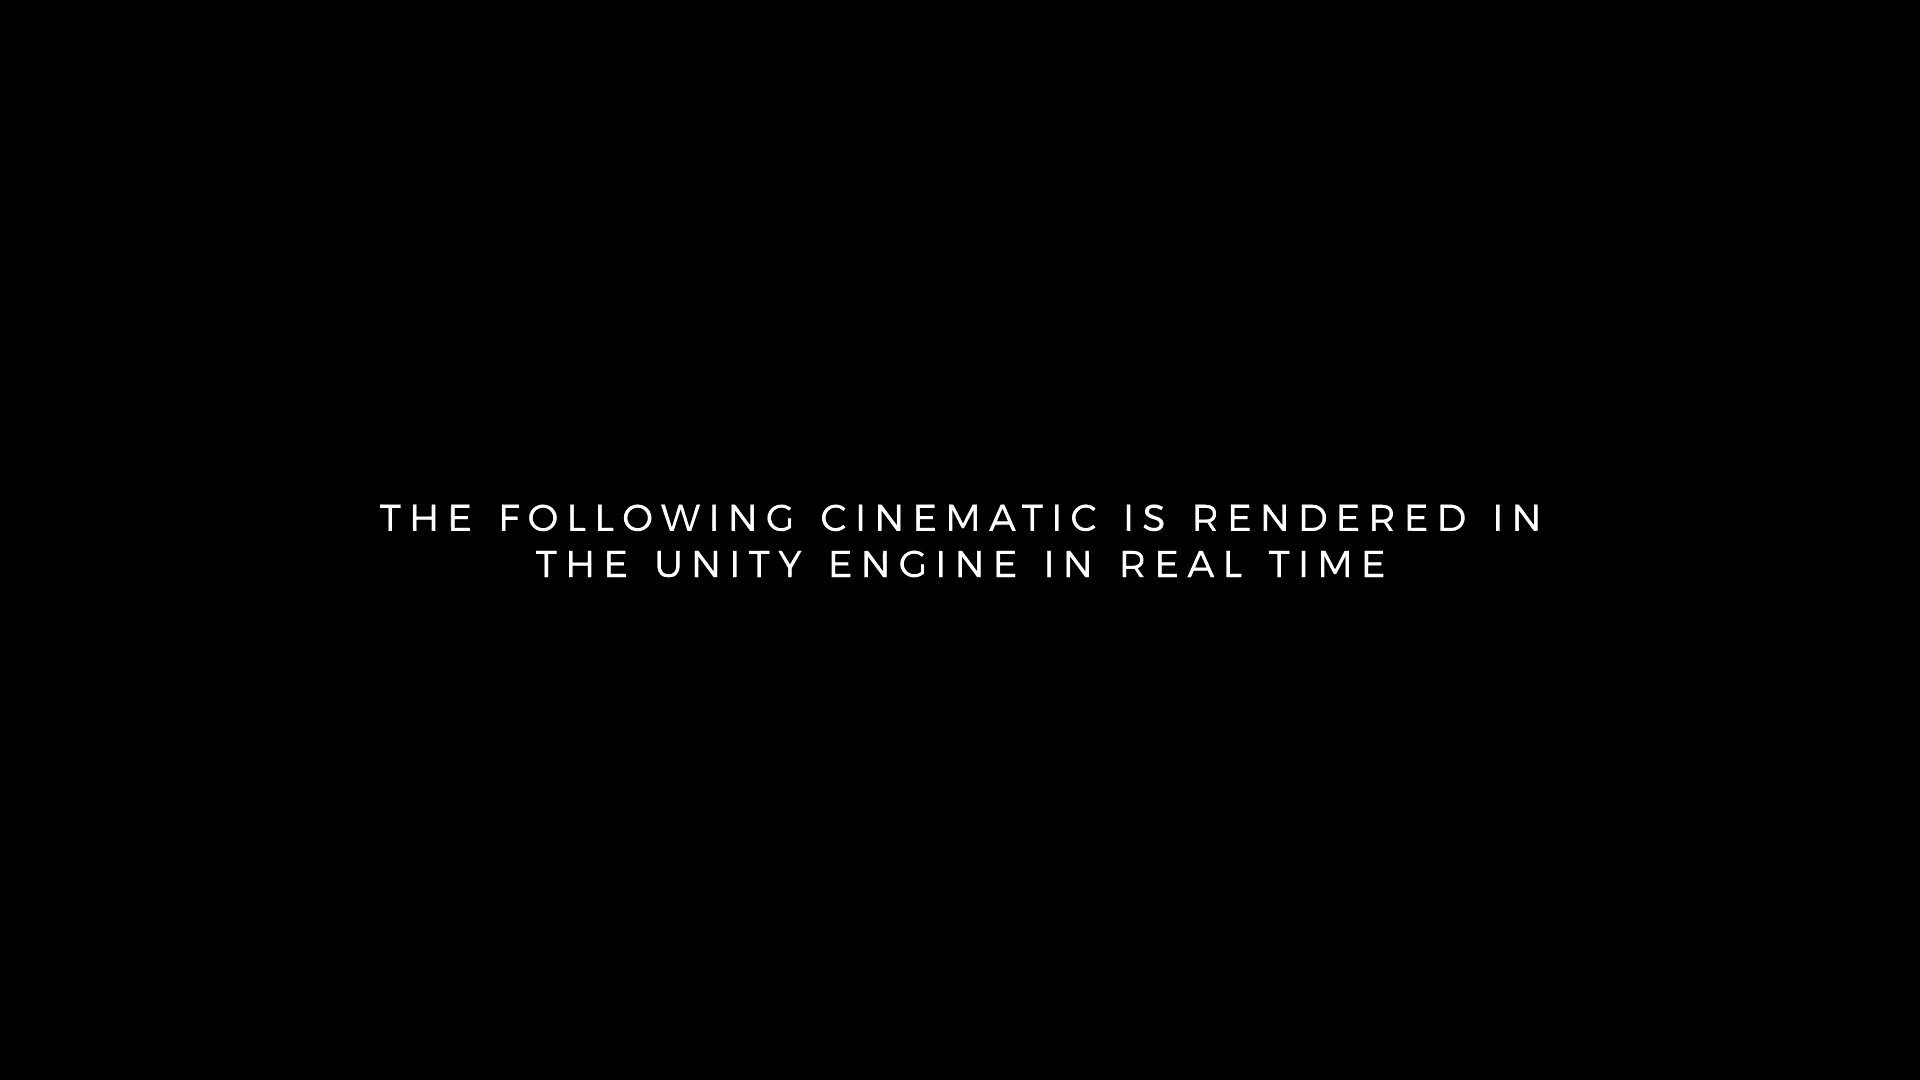 THE FOLLOWING CINEMATIC IS RENDERED IN
THE UNITY ENGINE IN REAL TIME